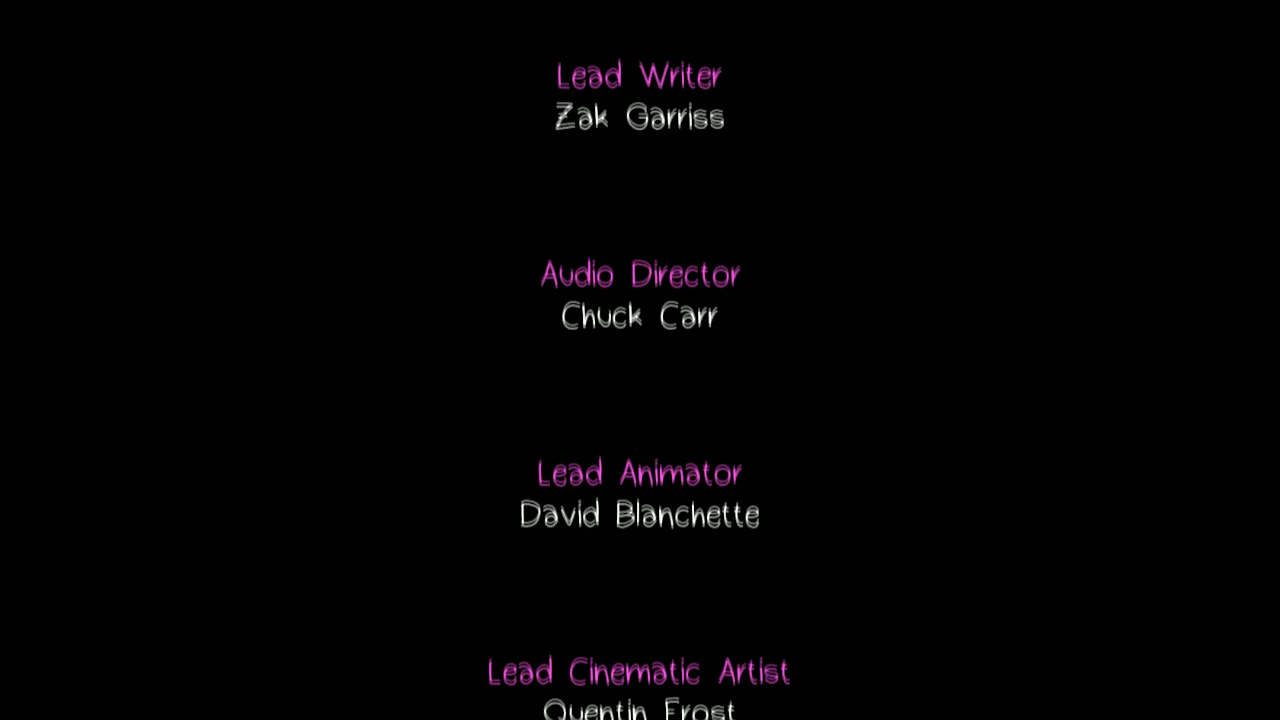 Lead Writer
Zak Garriss
Audio Director
Chuck Carr
Lead Animator
David Blanchette
Lead Cinematic Artist
Quentin Frost